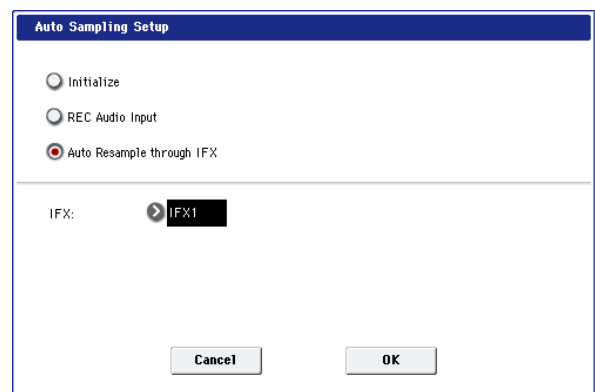 Auto Sampling Setup
Initialize
REC Audio Input
Auto Resample through IFX
IFX: IFX1
Cancel OK